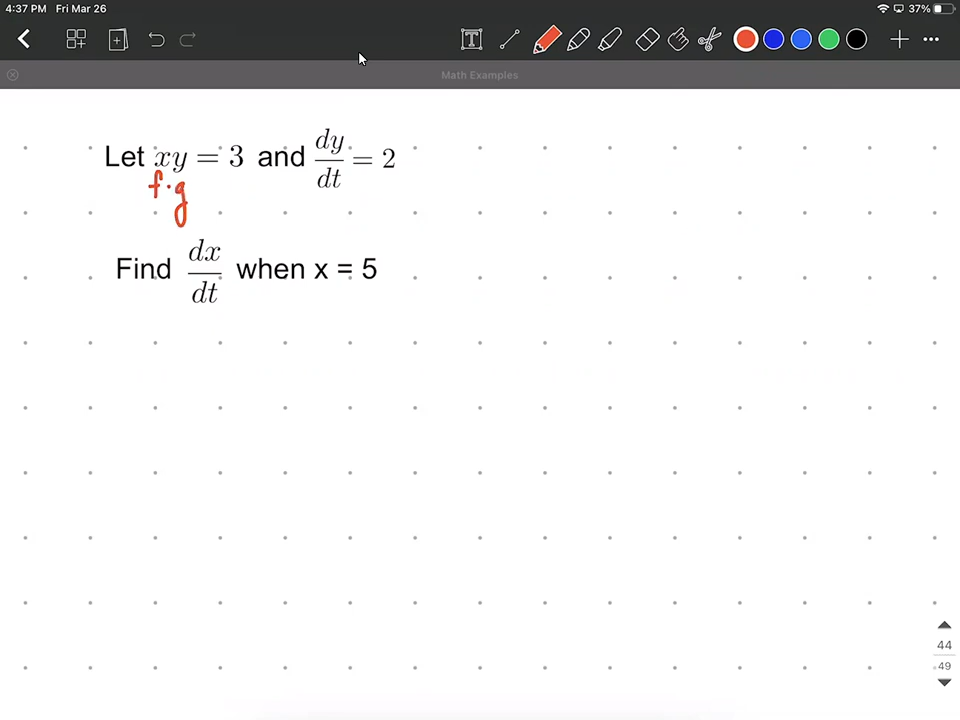 4:37 PM Fri Mar 26
37%
T
Math Examples
Let xy = 3 and dy/dt = 2
f·g
Find dx/dt when x = 5
44
49